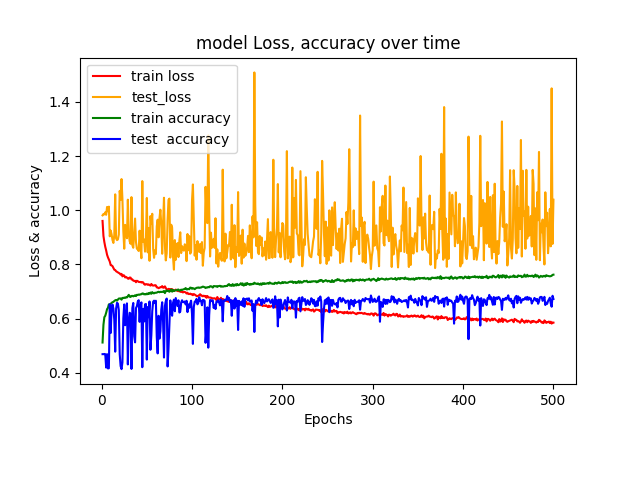 model Loss, accuracy over time
train loss
test_loss
train accuracy
test  accuracy
Loss & accuracy
1.4
1.2
1.0
0.8
0.6
0.4
0
100
200
300
400
500
Epochs